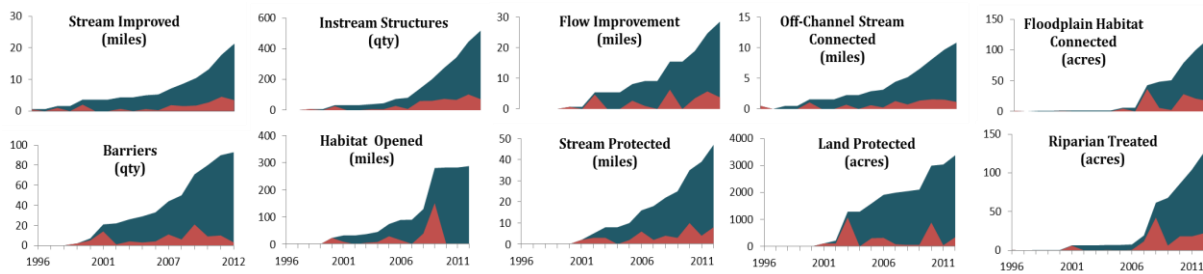 Stream Improved
(miles)
30
20
10
0
Instream Structures
(qty)
600
400
200
0
Flow Improvement
(miles)
30
20
10
0
Off-Channel Stream
Connected
(miles)
15
10
5
0
Floodplain Habitat
Connected
(acres)
150
100
50
0
Barriers
(qty)
100
80
60
40
20
0
1996 2001 2007 2012
Habitat Opened
(miles)
400
300
200
100
0
1996 2001 2006 2011
Stream Protected
(miles)
50
40
30
20
10
0
1996 2001 2006 2011
Land Protected
(acres)
4000
3000
2000
1000
0
1996 2001 2006 2011
Riparian Treated
(acres)
150
100
50
0
1996 2001 2006 2011